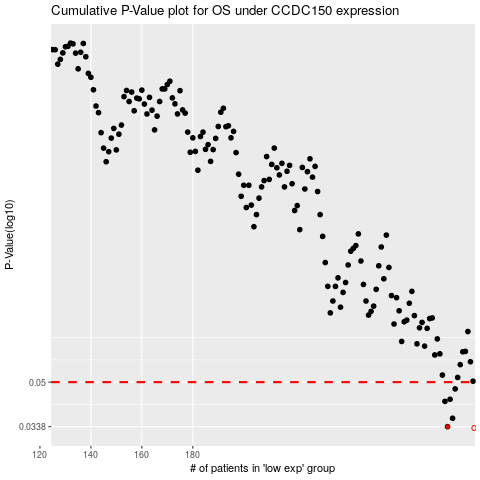 Cumulative P-Value plot for OS under CCDC150 expression
P-Value(log10)
0.05
0.0338
120 140 160 180
# of patients in 'low exp' group